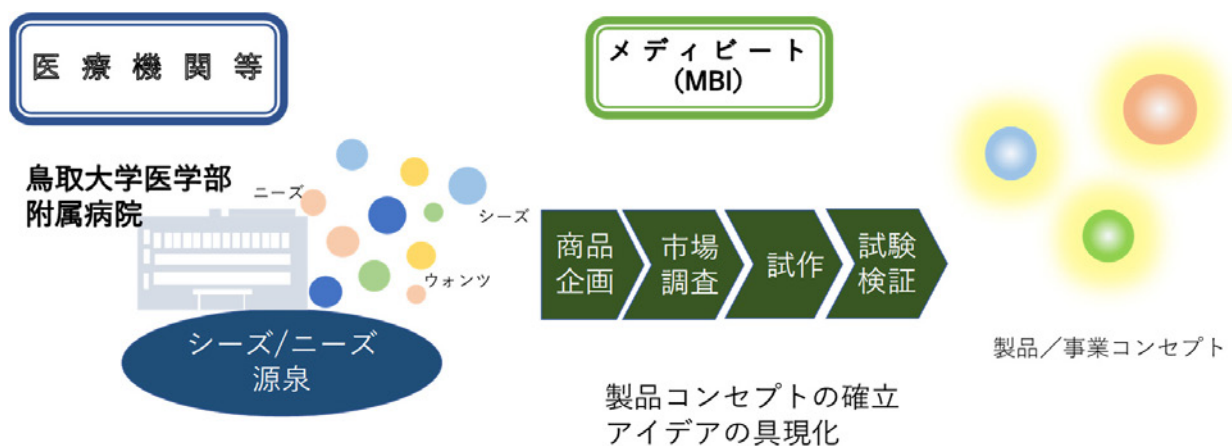 医療機関等
鳥取大学医学部
附属病院
ニーズ
シーズ
ウォンツ
シーズ/ニーズ
源泉
メディビート
(MBI)
商品
企画
市場
調査
試作
試験
検証
製品コンセプトの確立
アイデアの具現化
製品／事業コンセプト